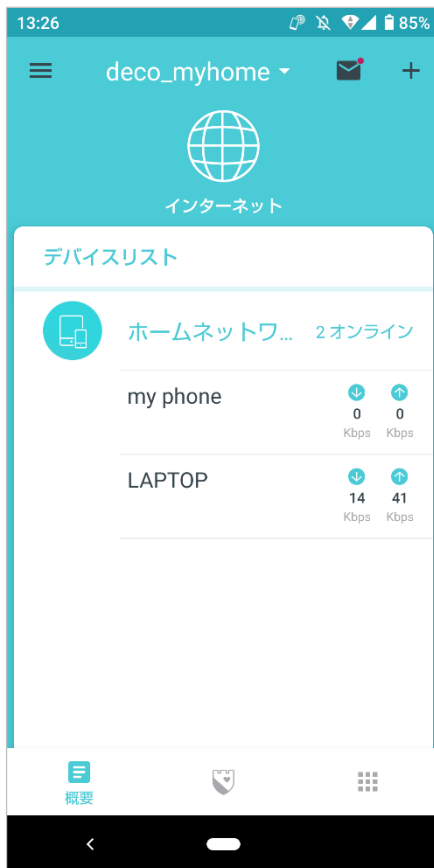 13:26
85%
deco_myhome
インターネット
デバイスリスト
ホームネットワ... 2 オンライン
my phone
0 0
Kbps Kbps
LAPTOP
14 41
Kbps Kbps
概要